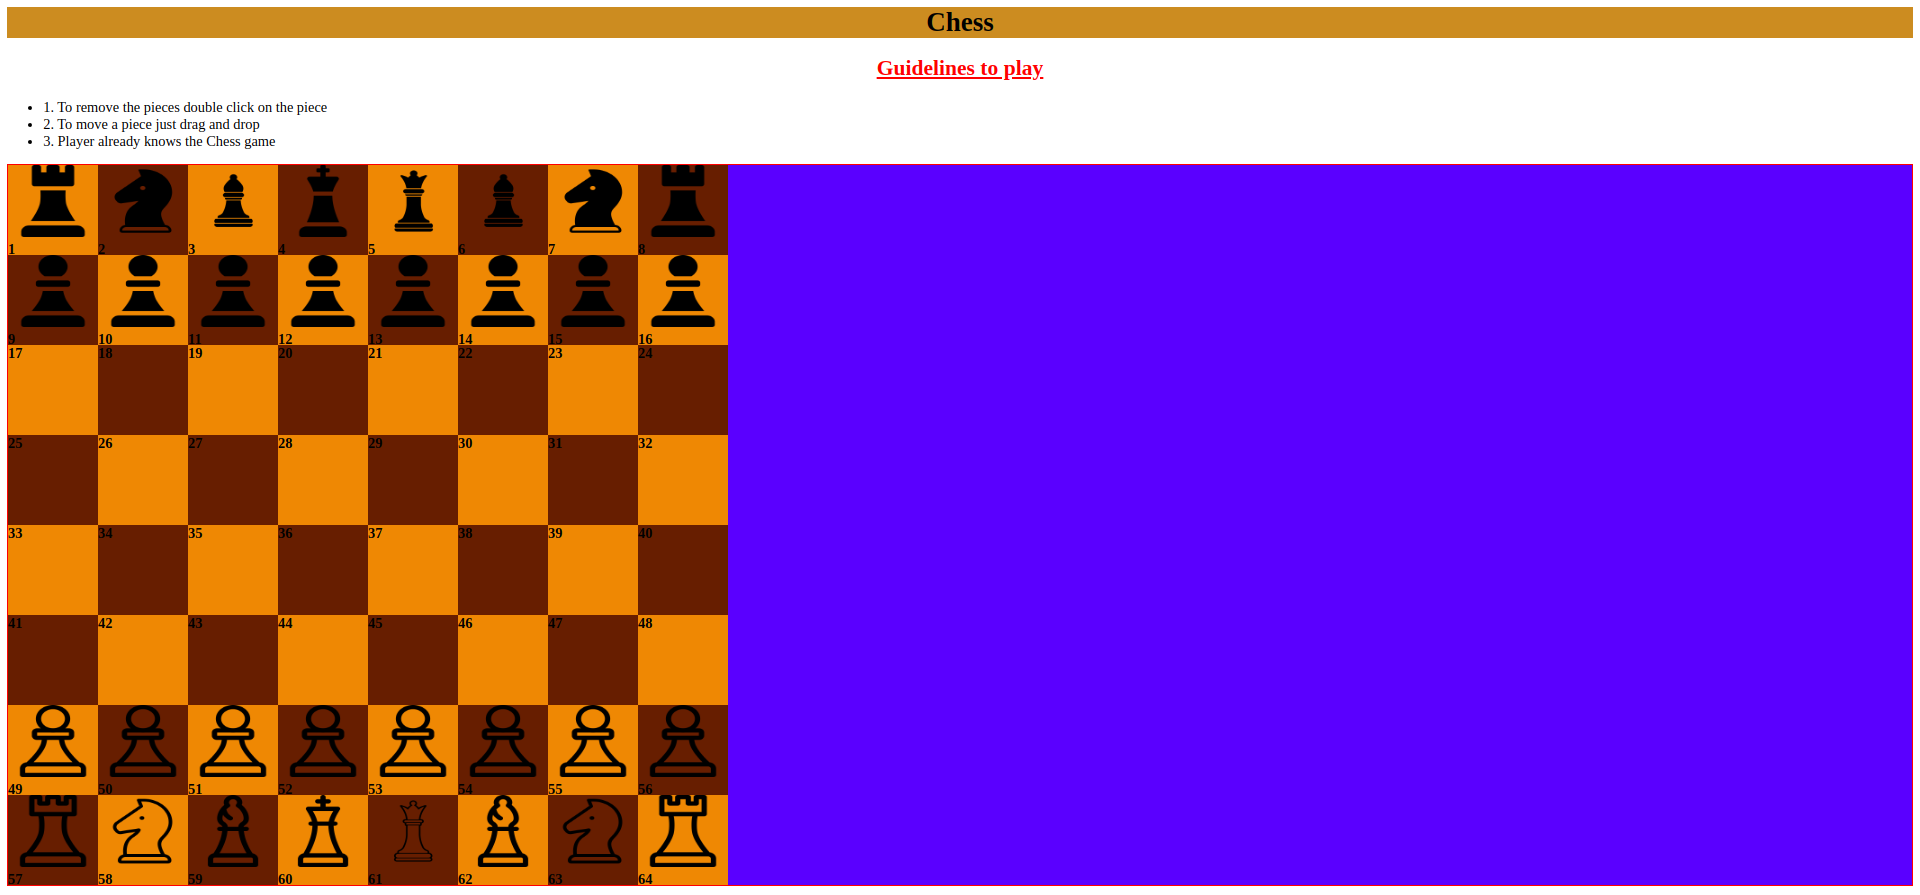 Chess
Guidelines to play
1. To remove the pieces double click on the piece
2. To move a piece just drag and drop
3. Player already knows the Chess game
1 2 3 4 5 6 7 8
9 10 11 12 13 14 15 16
17 18 19 20 21 22 23 24
25 26 27 28 29 30 31 32
33 34 35 36 37 38 39 40
41 42 43 44 45 46 47 48
49 50 51 52 53 54 55 56
57 58 59 60 61 62 63 64